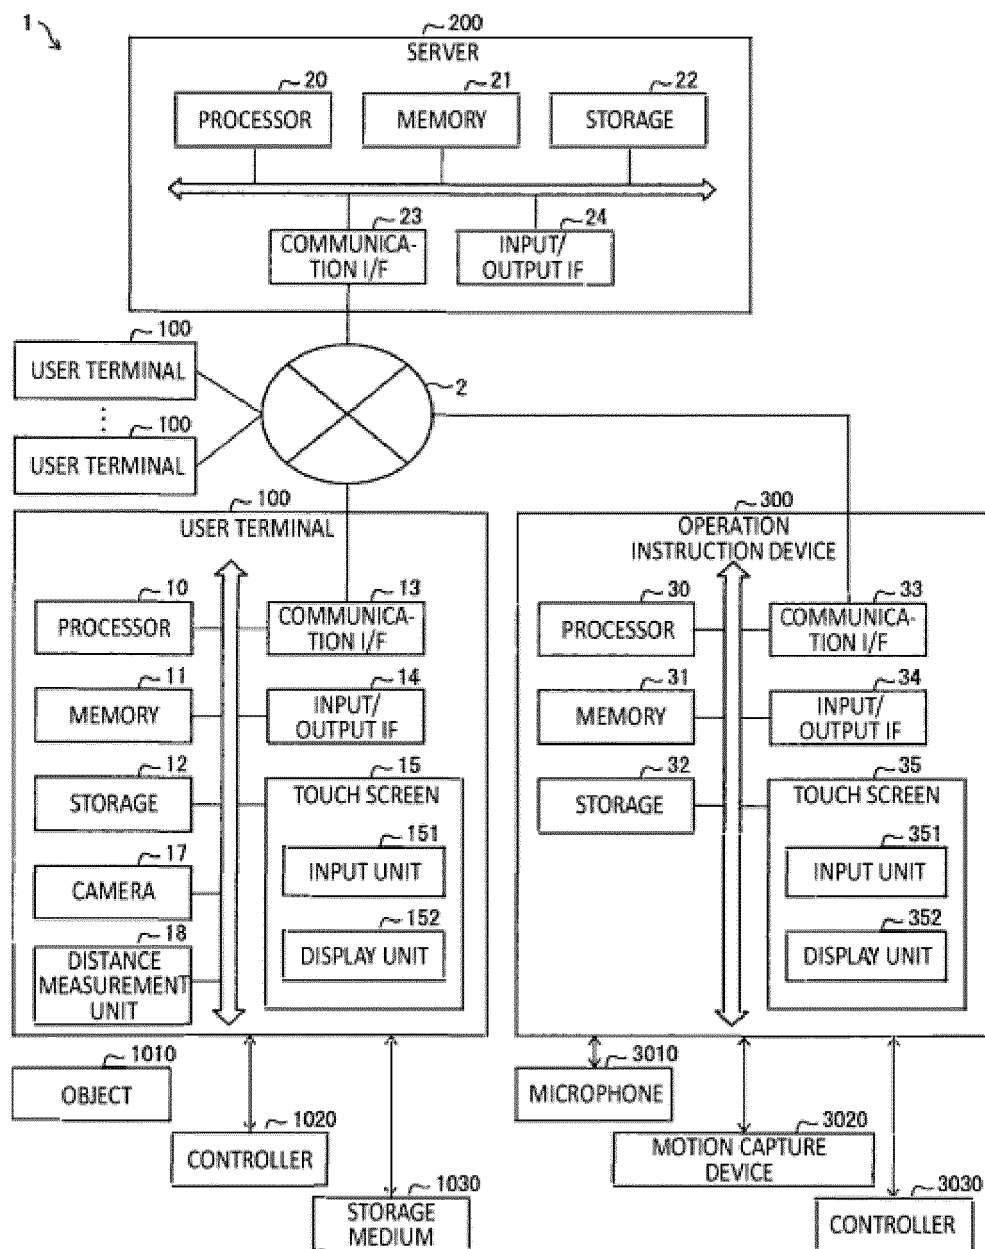 1
200
SERVER
20
21
22
PROCESSOR
MEMORY
STORAGE
23
24
COMMUNICA-
TION I/F
INPUT/
OUTPUT IF
100
USER TERMINAL
2
100
USER TERMINAL
100
USER TERMINAL
10
13
PROCESSOR
COMMUNICA-
TION I/F
11
14
MEMORY
INPUT/
OUTPUT IF
12
15
STORAGE
TOUCH SCREEN
151
INPUT UNIT
17
CAMERA
152
DISPLAY UNIT
18
DISTANCE
MEASUREMENT
UNIT
300
OPERATION
INSTRUCTION DEVICE
30
33
PROCESSOR
COMMUNICA-
TION I/F
31
34
MEMORY
INPUT/
OUTPUT IF
32
35
STORAGE
TOUCH SCREEN
351
INPUT UNIT
352
DISPLAY UNIT
1010
OBJECT
1020
CONTROLLER
1030
STORAGE
MEDIUM
3010
MICROPHONE
3020
MOTION CAPTURE
DEVICE
3030
CONTROLLER